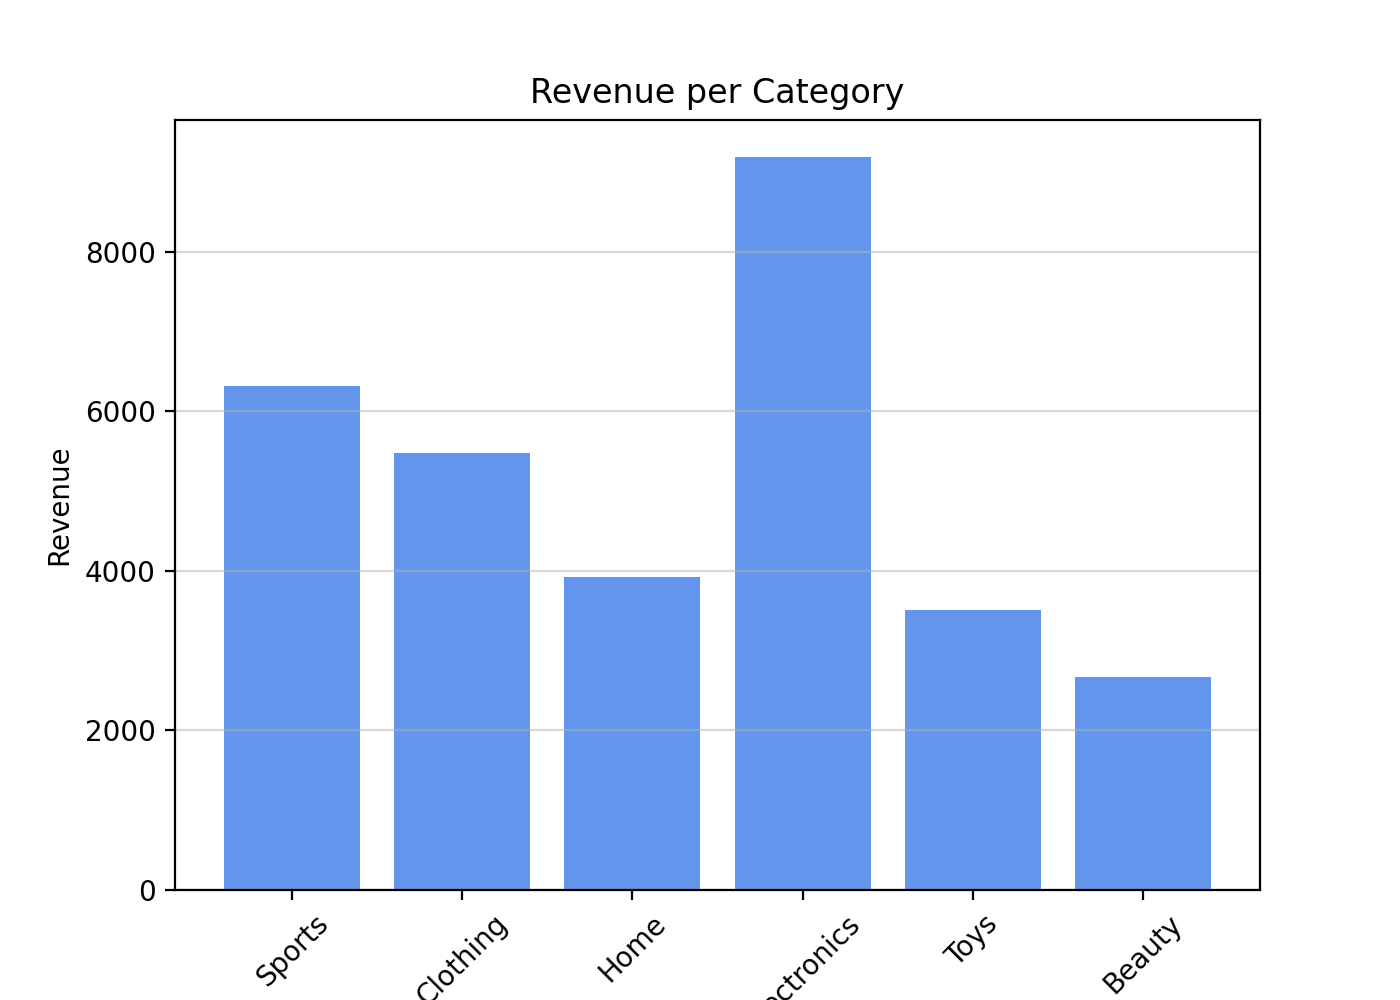 Revenue per Category
Revenue
8000
6000
4000
2000
0
Sports
Clothing
Home
ectronics
Toys
Beauty